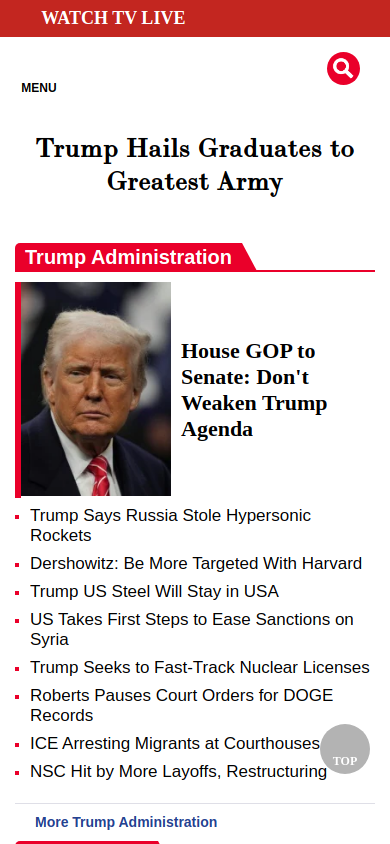 WATCH TV LIVE
MENU
Trump Hails Graduates to
Greatest Army
Trump Administration
House GOP to
Senate: Don't
Weaken Trump
Agenda
Trump Says Russia Stole Hypersonic
Rockets
Dershowitz: Be More Targeted With Harvard
Trump US Steel Will Stay in USA
US Takes First Steps to Ease Sanctions on
Syria
Trump Seeks to Fast-Track Nuclear Licenses
Roberts Pauses Court Orders for DOGE
Records
ICE Arresting Migrants at Courthouses
NSC Hit by More Layoffs, Restructuring
TOP
More Trump Administration